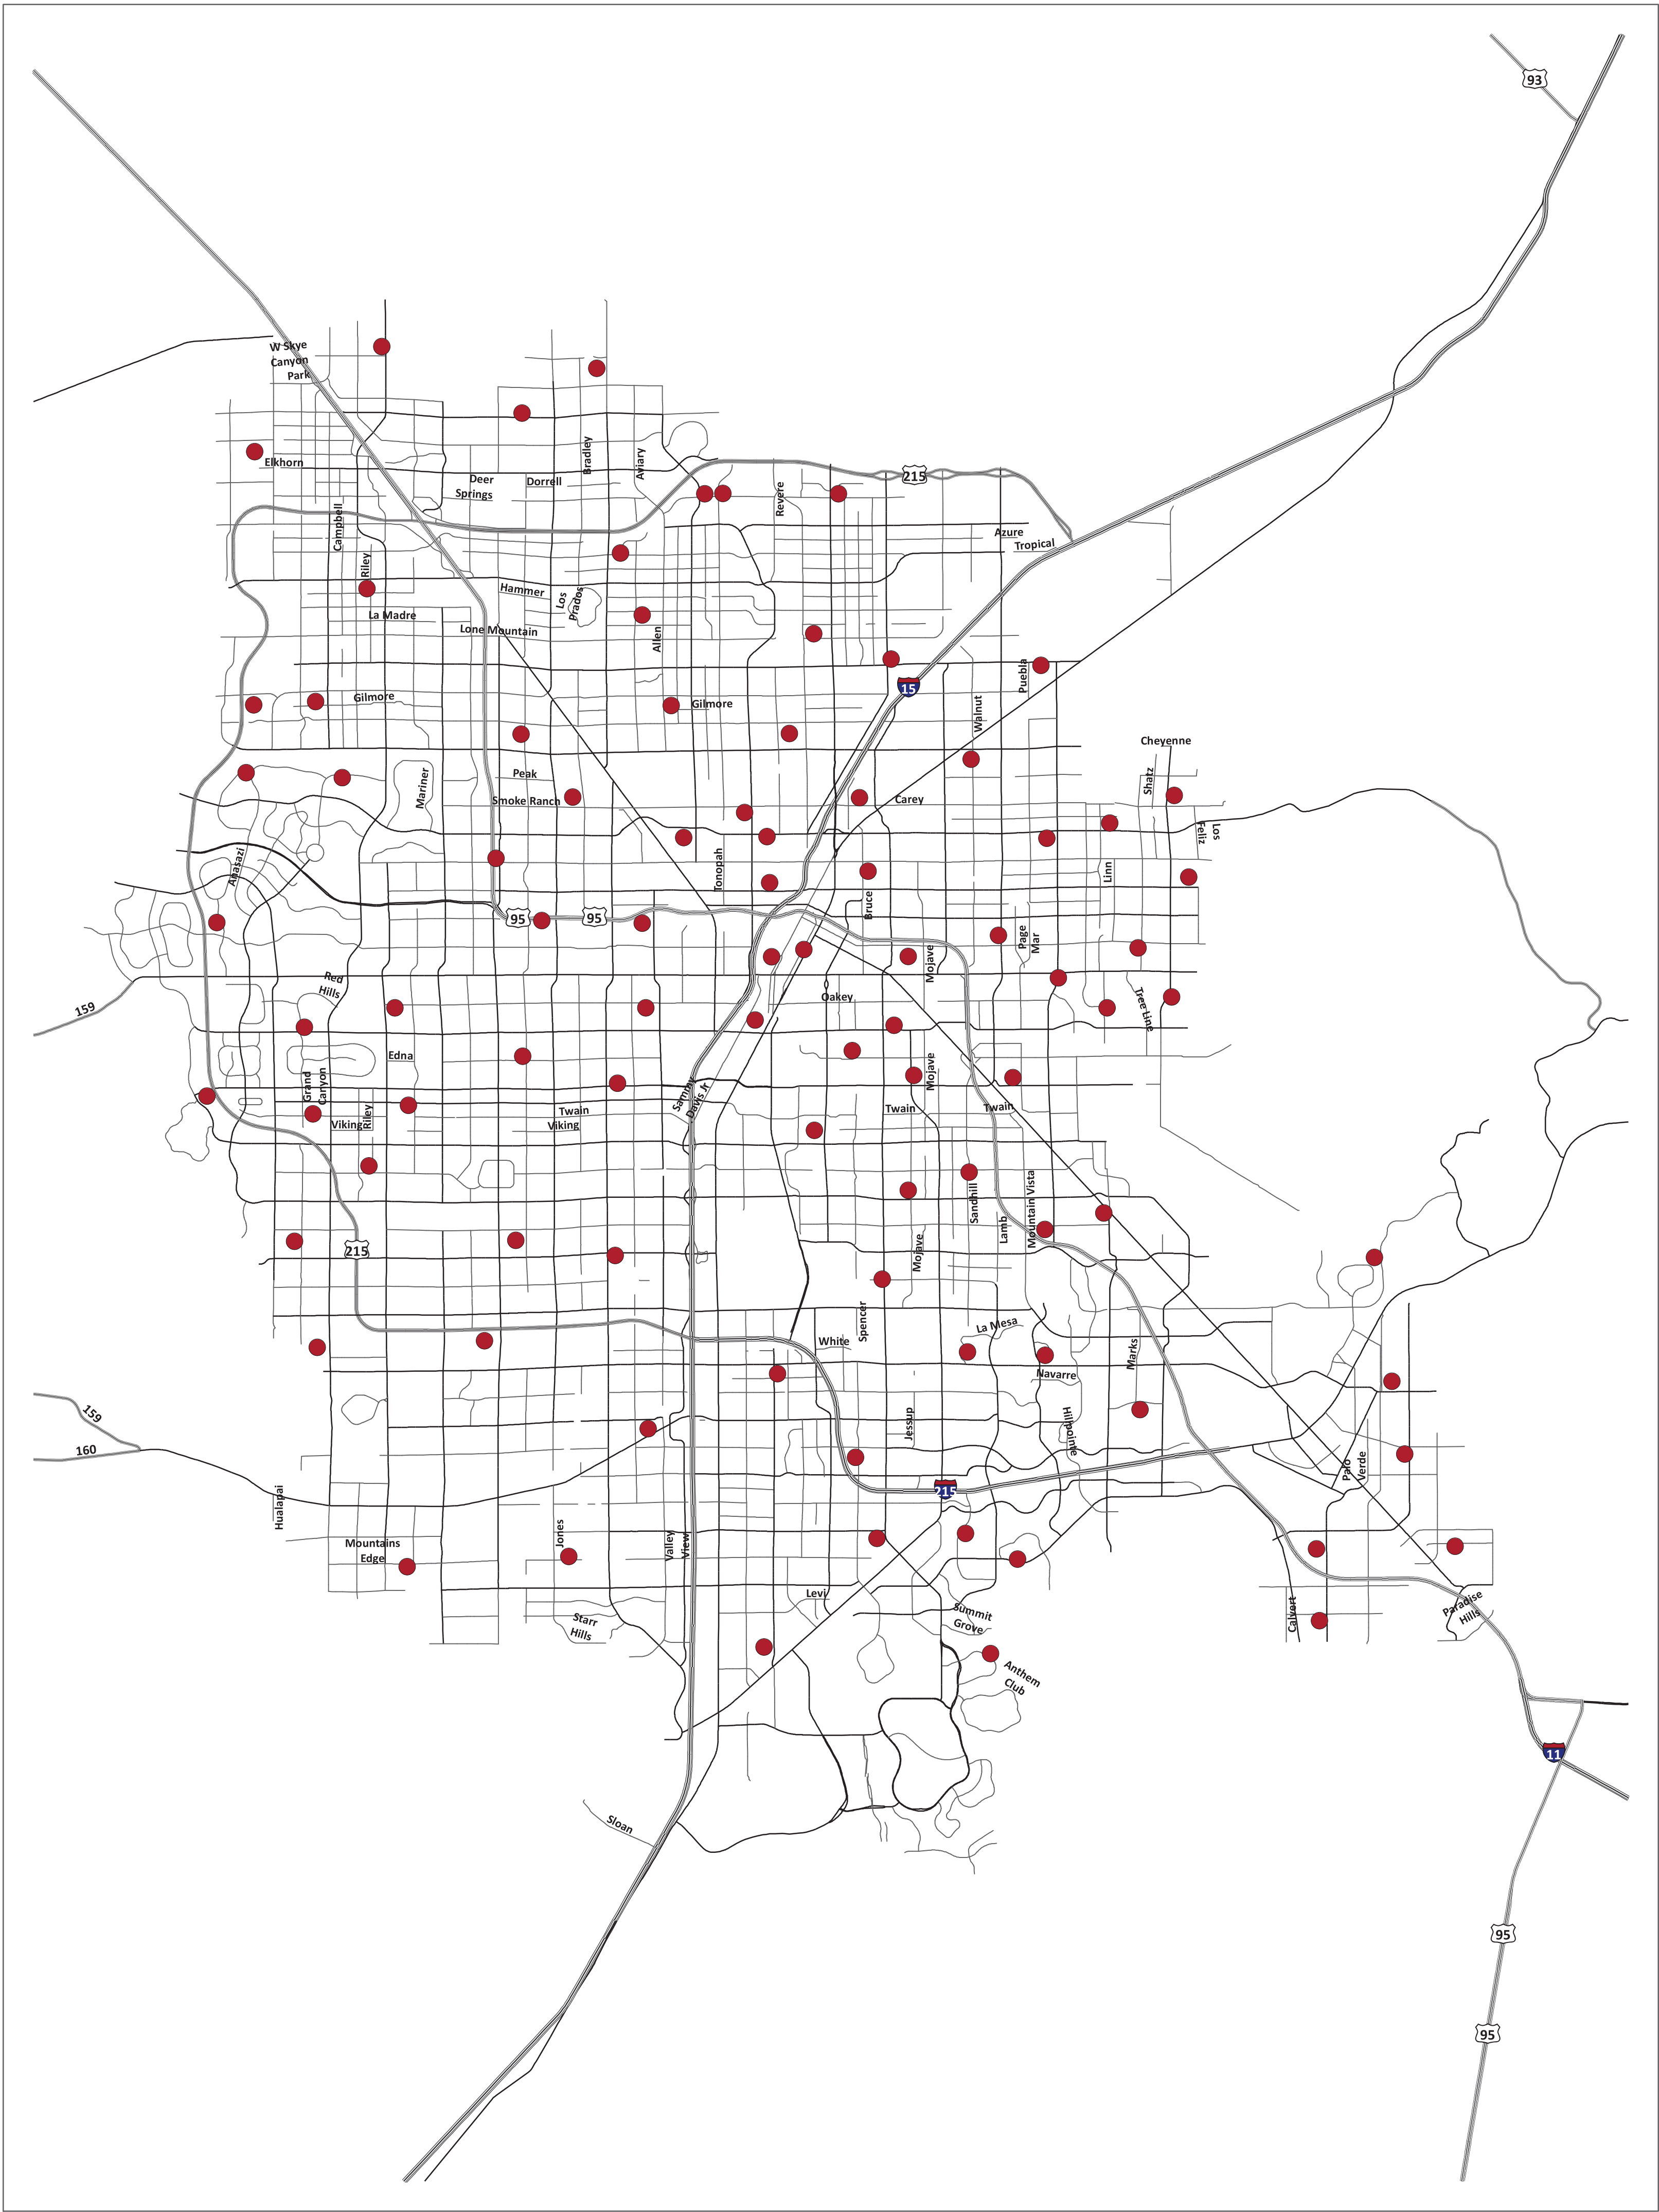 93
W Skye
Canyon
Park
Elkhorn
Deer
Springs
Dorrell
Bradley
Aviary
Revere
215
Campbell
Azure
Tropical
Riley
Hammer
Los
Prados
La Madre
Lone Mountain
Allen
Puebla
15
Gilmore
Gilmore
Walnut
Cheyenne
Peak
Mariner
Smoke Ranch
Carey
Shatz
Los
Feliz
Anasazi
Tonopah
Linn
Bruce
95
95
Page
Mar
Mojave
Red
Hills
159
Oakey
Tree Line
Edna
Grand
Canyon
Mojave
Sammy
Davis Jr
Riley
Viking
Twain
Viking
Twain
Twain
Sandhill
Mountain Vista
Lamb
215
Mojave
Spencer
White
La Mesa
Marks
Navarre
159
160
Jessup
Hillpointe
Palo
Verde
215
Hualapai
Mountains
Edge
Jones
Valley
View
Levi
Summit
Grove
Starr
Hills
Calvert
Paradise
Hills
Anthem
Club
11
Sloan
95
95